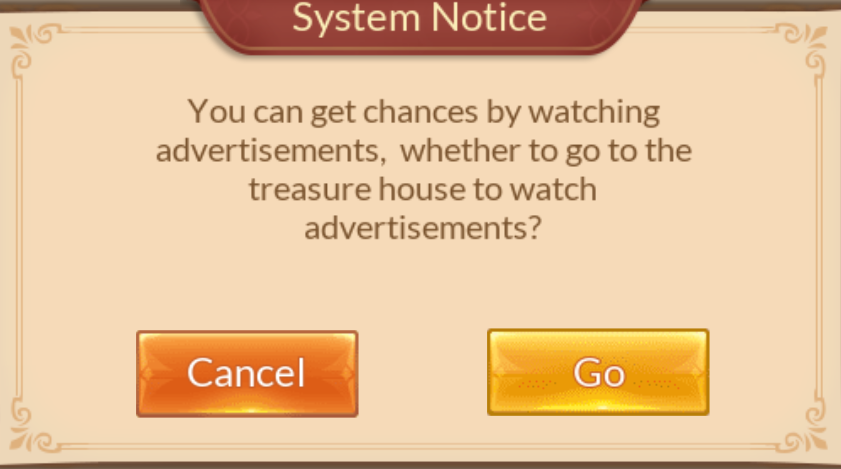 System Notice
You can get chances by watching
advertisements,  whether to go to the
treasure house to watch
advertisements?
Cancel
Go